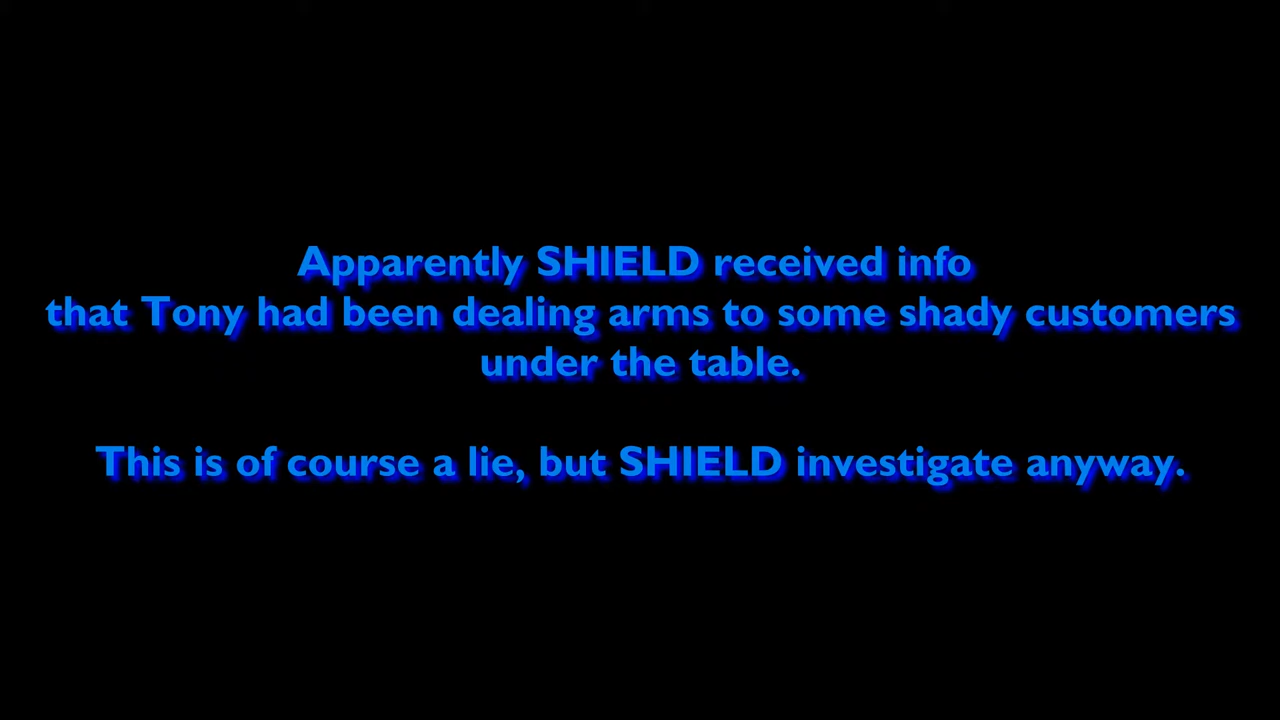 Apparently SHIELD received info
that Tony had been dealing arms to some shady customers
under the table.
This is of course a lie, but SHIELD investigate anyway.